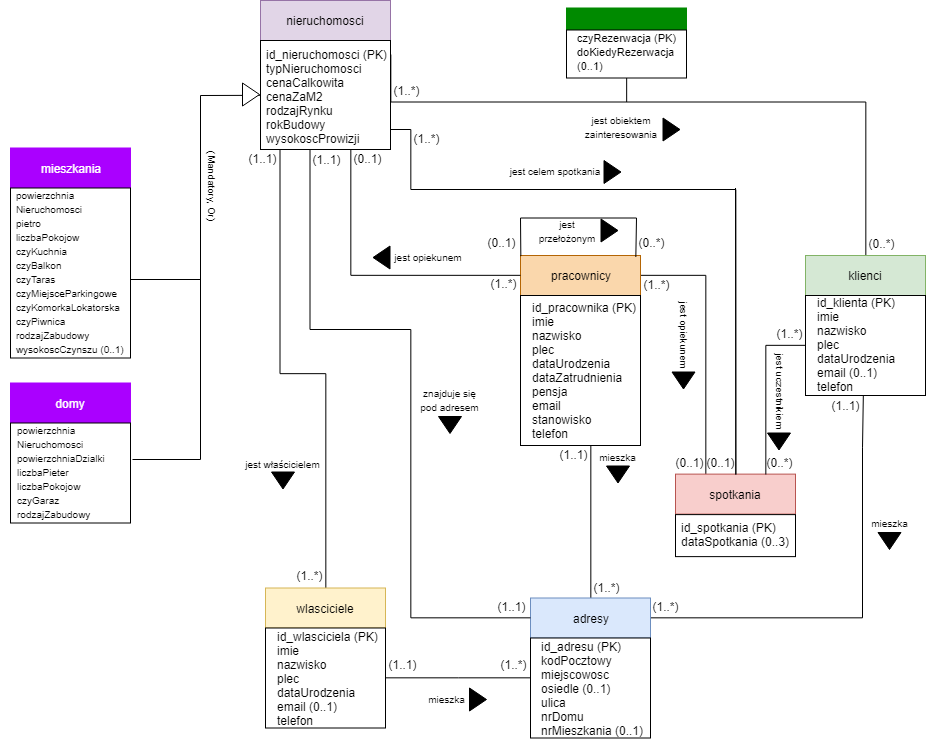 nieruchomosci
id_nieruchomosci (PK)
typNieruchomosci
cenaCalkowita
cenaZaM2
rodzajRynku
rokBudowy
wysokoscProwizji
czyRezerwacja (PK)
doKiedyRezerwacja
(0..1)
(1..*)
(1..*)
jest obiektem
zainteresowania
(1..1)
(1..1)
(0..1)
(Mandatory, Or)
jest celem spotkania
mieszkania
powierzchnia
Nieruchomosci
pietro
liczbaPokojow
czyKuchnia
czyBalkon
czyTaras
czyMiejsceParkingowe
czyKomorkaLokatorska
czyPiwnica
rodzajZabudowy
wysokoscCzynszu (0..1)
jest
przełożonym
(0..1)
(0..*)
jest opiekunem
(1..*)
(1..*)
pracownicy
id_pracownika (PK)
imie
nazwisko
plec
dataUrodzenia
dataZatrudnienia
pensja
email
stanowisko
telefon
(0..*)
klienci
id_klienta (PK)
imie
nazwisko
plec
dataUrodzenia
email (0..1)
telefon
(1..*)
jest opiekunem
jest uczestnikiem
(1..1)
domy
powierzchnia
Nieruchomosci
powierzchniaDzialki
liczbaPieter
liczbaPokojow
czyGaraz
rodzajZabudowy
znajduje się
pod adresem
jest właścicielem
(1..1)
mieszka
(0..1)
(0..1)
(0..*)
spotkania
id_spotkania (PK)
dataSpotkania (0..3)
mieszka
(1..*)
wlasciciele
id_wlasciciela (PK)
imie
nazwisko
plec
dataUrodzenia
email (0..1)
telefon
(1..1)
mieszka
(1..*)
(1..1)
(1..*)
(1..*)
adresy
id_adresu (PK)
kodPocztowy
miejscowosc
osiedle (0..1)
ulica
nrDomu
nrMieszkania (0..1)